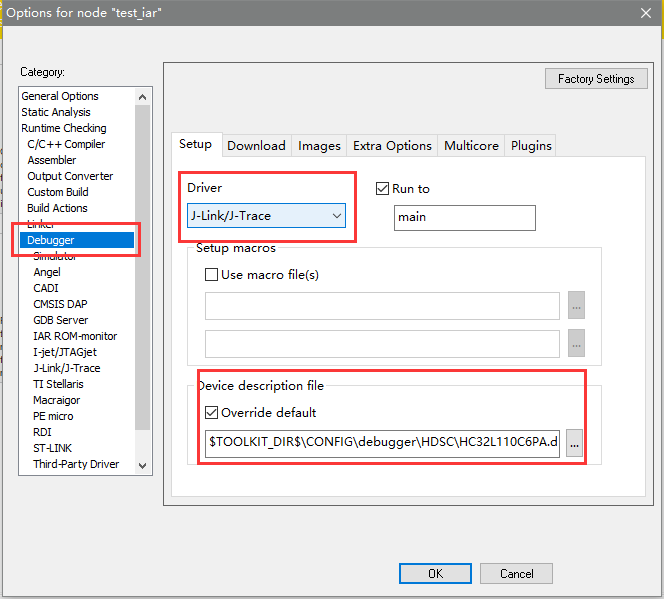 Options for node "test_iar"
Category:
Factory Settings
General Options
Static Analysis
Runtime Checking
C/C++ Compiler
Assembler
Output Converter
Custom Build
Build Actions
Linker
Debugger
Simulator
Angel
CADI
CMSIS DAP
GDB Server
IAR ROM-monitor
I-jet/JTAGjet
J-Link/J-Trace
TI Stellaris
Macraigor
PE micro
RDI
ST-LINK
Third-Party Driver
Setup Download Images Extra Options Multicore Plugins
Driver
J-Link/J-Trace
Run to
main
Setup macros
Use macro file(s)
...
...
Device description file
Override default
$TOOLKIT_DIR$\CONFIG\debugger\HDSC\HC32L110C6PA.d
...
OK Cancel